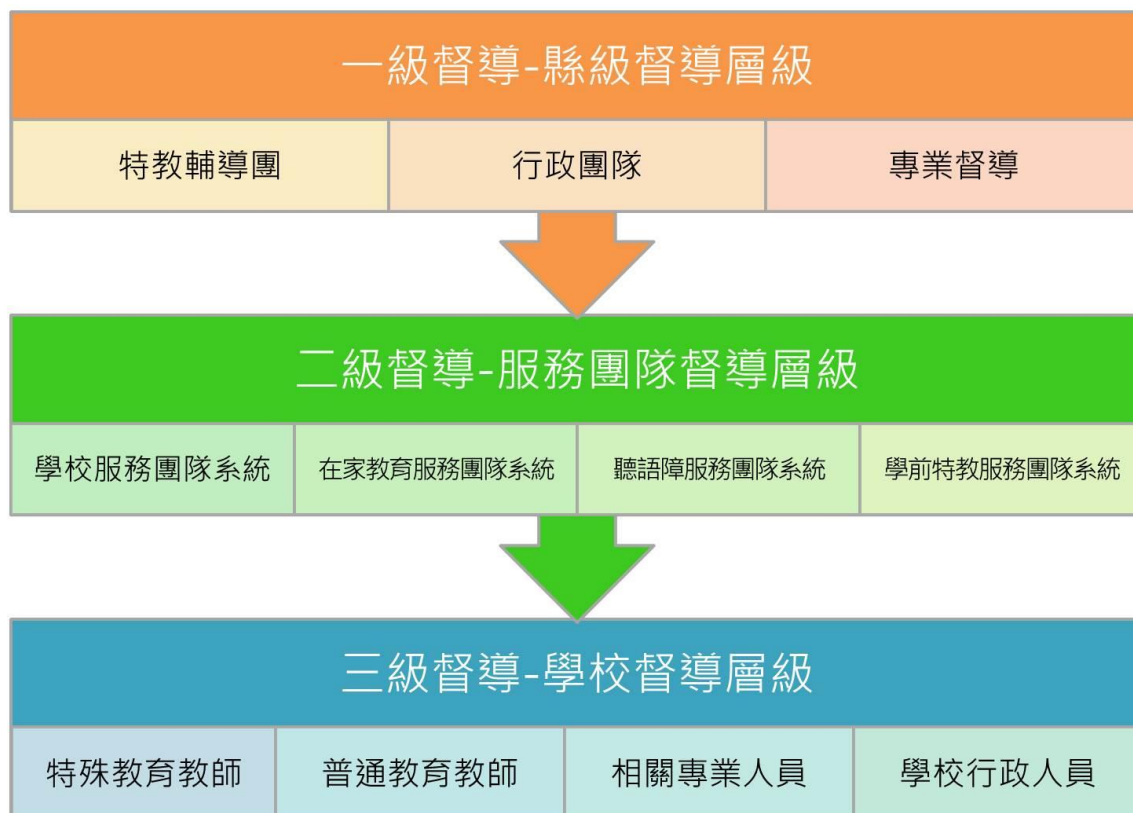 一級督導-縣級督導層級
特教輔導團
行政團隊
專業督導
二級督導-服務團隊督導層級
學校服務團隊系統
在家教育服務團隊系統
聽語障服務團隊系統
學前特教服務團隊系統
三級督導-學校督導層級
特殊教育教師
普通教育教師
相關專業人員
學校行政人員